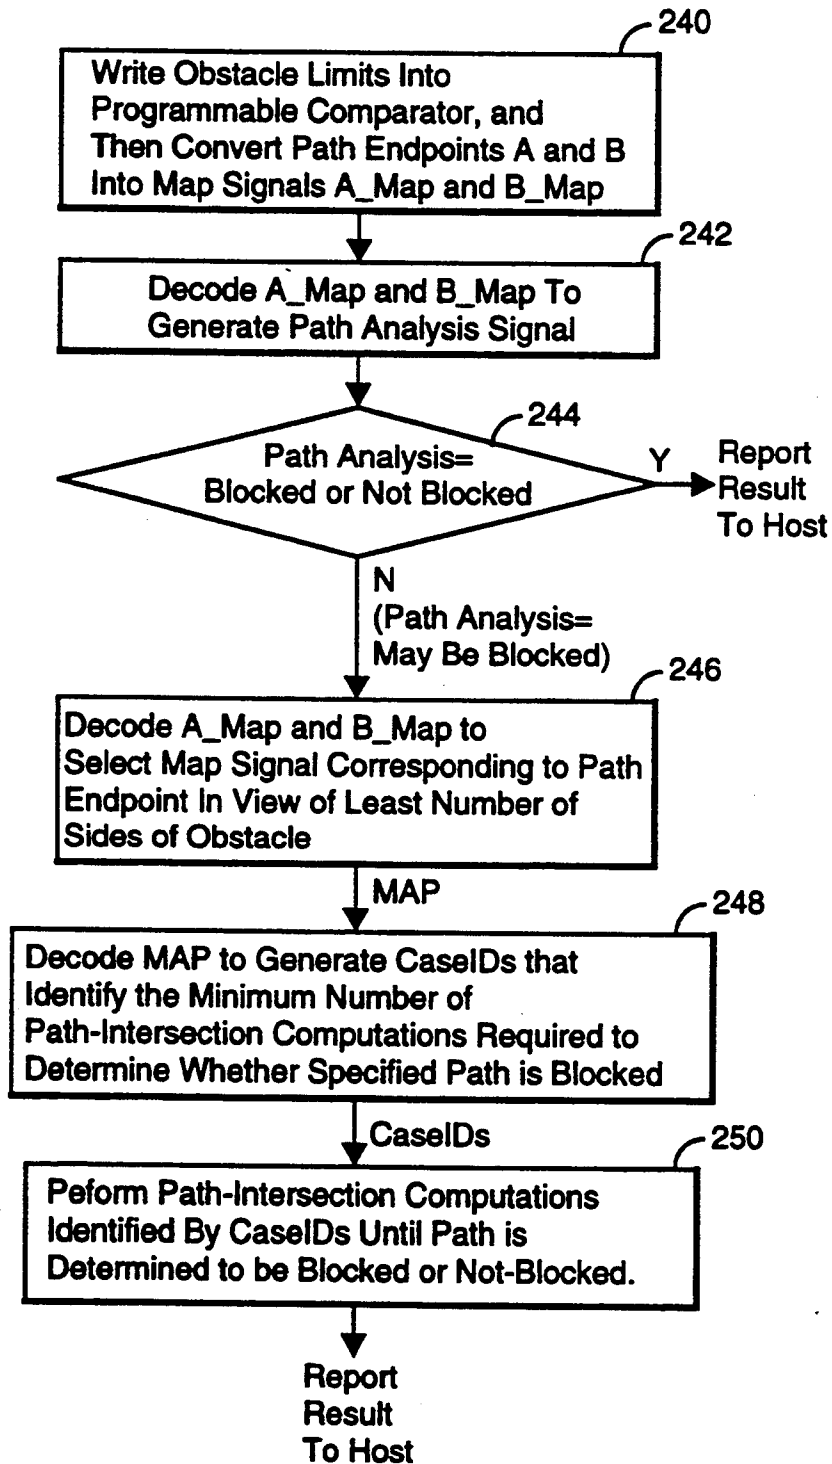 240
Write Obstacle Limits Into
Programmable Comparator, and
Then Convert Path Endpoints A and B
Into Map Signals A_Map and B_Map
242
Decode A_Map and B_Map To
Generate Path Analysis Signal
244
Path Analysis=
Blocked or Not Blocked
Y
Report
Result
To Host
N
(Path Analysis=
May Be Blocked)
246
Decode A_Map and B_Map to
Select Map Signal Corresponding to Path
Endpoint In View of Least Number of
Sides of Obstacle
MAP
248
Decode MAP to Generate CaseIDs that
Identify the Minimum Number of
Path-Intersection Computations Required to
Determine Whether Specified Path is Blocked
CaseIDs
250
Peform Path-Intersection Computations
Identified By CaseIDs Until Path is
Determined to be Blocked or Not-Blocked.
Report
Result
To Host